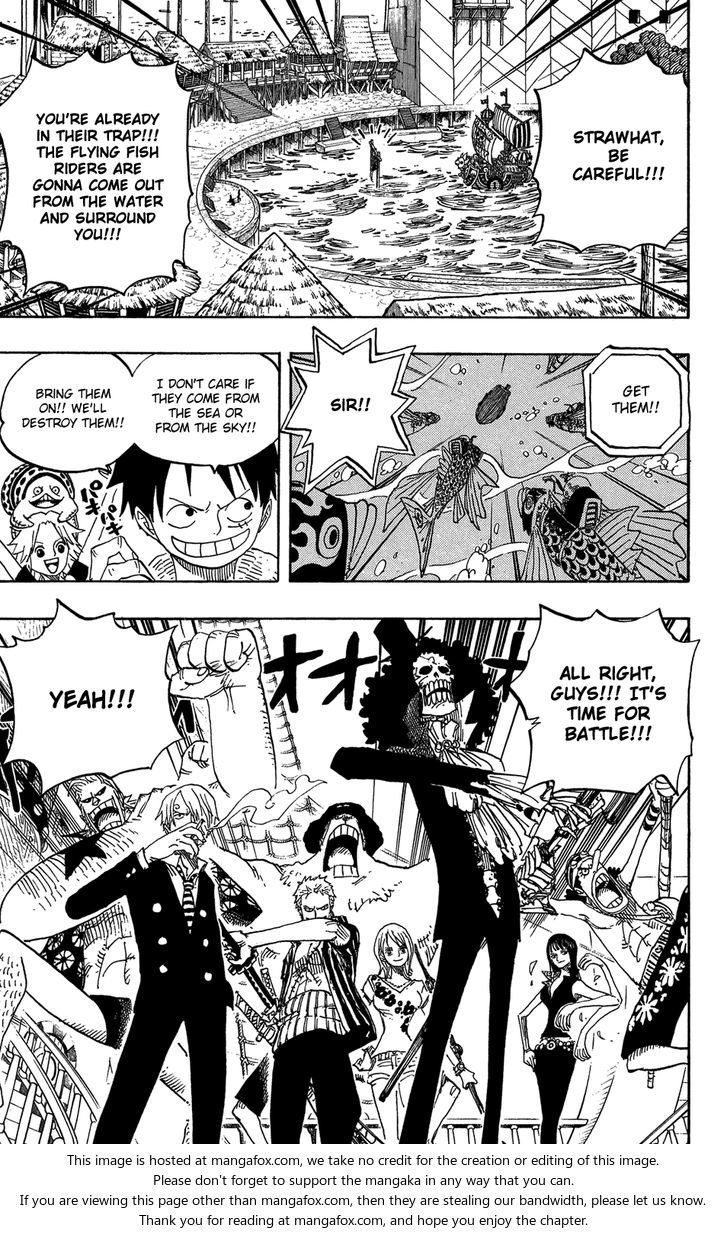 STRAWHAT,
BE
CAREFUL!!!
YOU'RE ALREADY
IN THEIR TRAP!!!
THE FLYING FISH
RIDERS ARE
GONNA COME OUT
FROM THE WATER
AND SURROUND
YOU!!!
GET
THEM!!
SIR!!
I DON'T CARE IF
THEY COME FROM
THE SEA OR
FROM THE SKY!!
BRING THEM
ON!! WE'LL
DESTROY THEM!!
パキ
パキ
ALL RIGHT,
GUYS!!! IT'S
TIME FOR
BATTLE!!!
オオオ
YEAH!!!
This image is hosted at mangafox.com, we take no credit for the creation or editing of this image.
Please don't forget to support the mangaka in any way that you can.
If you are viewing this page other than mangafox.com, then they are stealing our bandwidth, please let us know.
Thank you for reading at mangafox.com, and hope you enjoy the chapter.